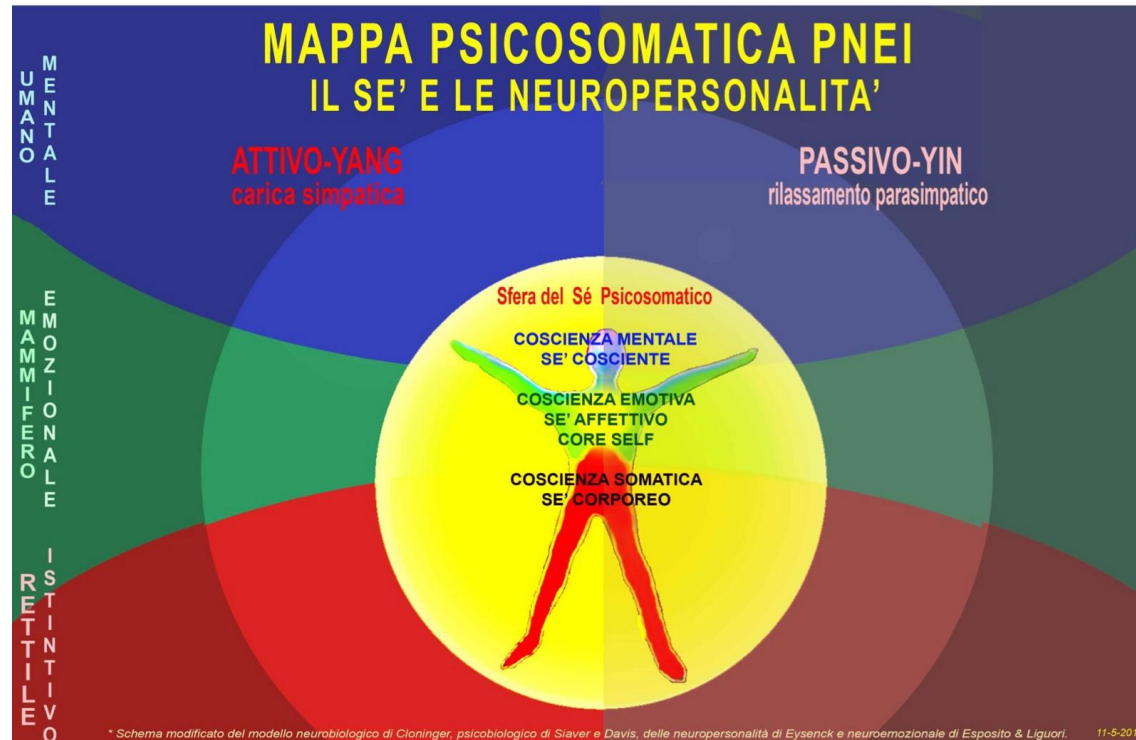 MAPPA PSICOSOMATICA PNEI
IL SE' E LE NEUROPERSONALITA'
UMANO
MENTALE
ATTIVO-YANG
carica simpatica
PASSIVO-YIN
rilassamento parasimpatico
MAMMIFERO
EMOZIONALE
Sfera del Sé Psicosomatico
COSCIENZA MENTALE
SE' COSCIENTE
COSCIENZA EMOTIVA
SE' AFFETTIVO
CORE SELF
COSCIENZA SOMATICA
SE' CORPOREO
RETTILE
ISTINTIVO
* Schema modificato del modello neurobiologico di Cloninger, psicobiologico di Siaver e Davis, delle neuropersonalità di Eysenck e neuroemozionale di Esposito & Liguori.
11-5-201